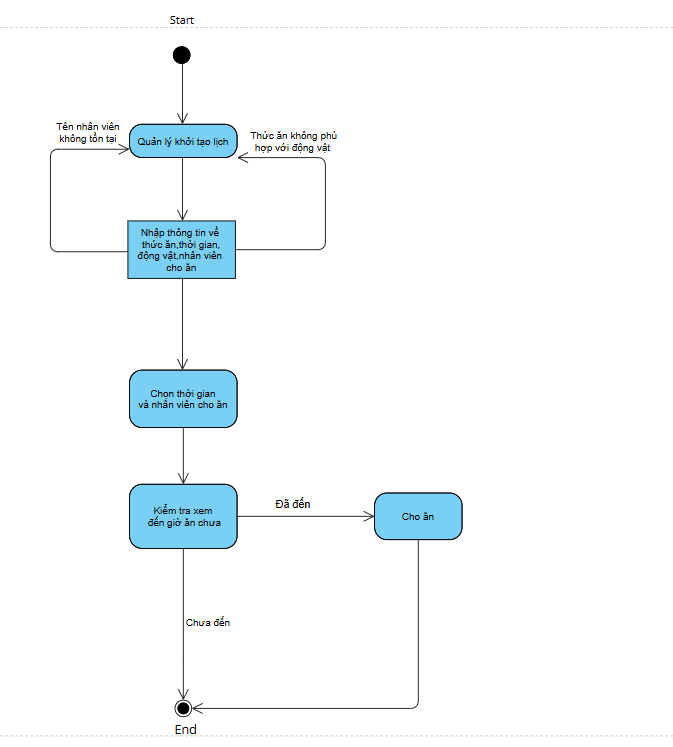 Start
Tên nhân viên
không tồn tại
Thức ăn không phù
hợp với động vật
Quản lý khởi tạo lịch
Nhập thông tin về
thức ăn,thời gian,
động vật,nhân viên
cho ăn
Chọn thời gian
và nhân viên cho ăn
Kiểm tra xem
đến giờ ăn chưa
Đã đến
Cho ăn
Chưa đến
End